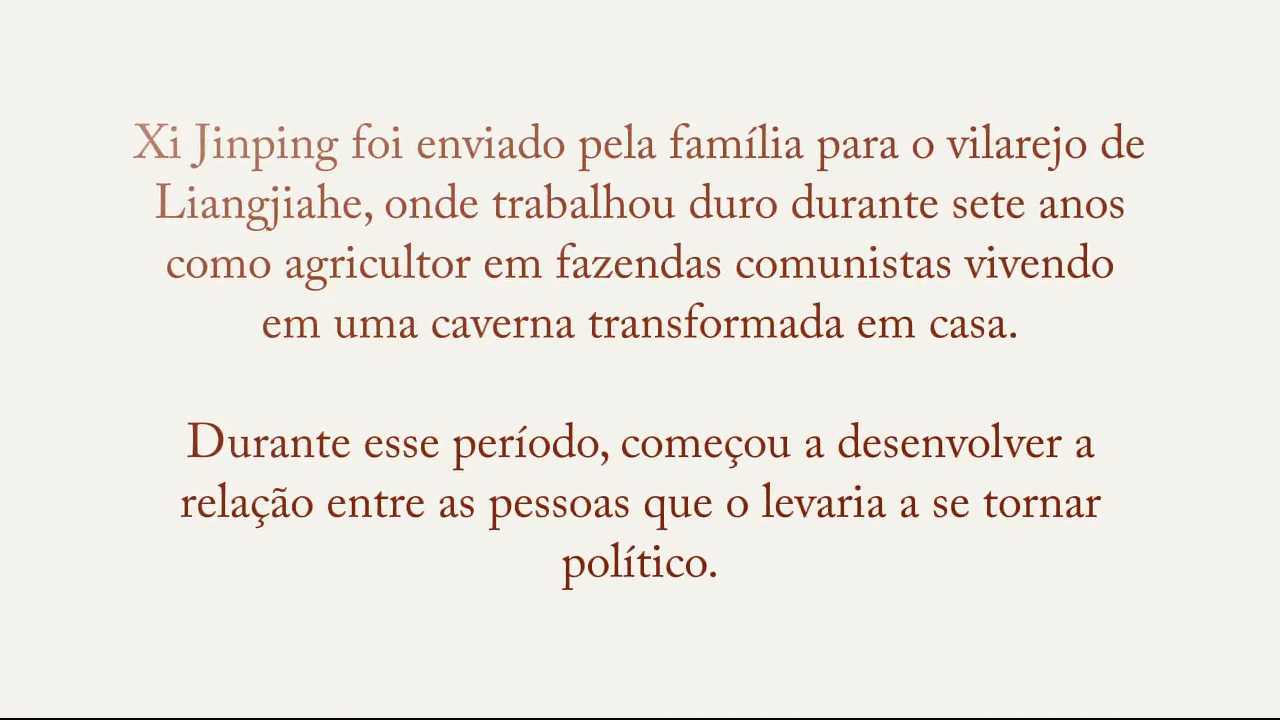 Xi Jinping foi enviado pela família para o vilarejo de
Liangjiahe, onde trabalhou duro durante sete anos
como agricultor em fazendas comunistas vivendo
em uma caverna transformada em casa.
Durante esse período, começou a desenvolver a
relação entre as pessoas que o levaria a se tornar
político.